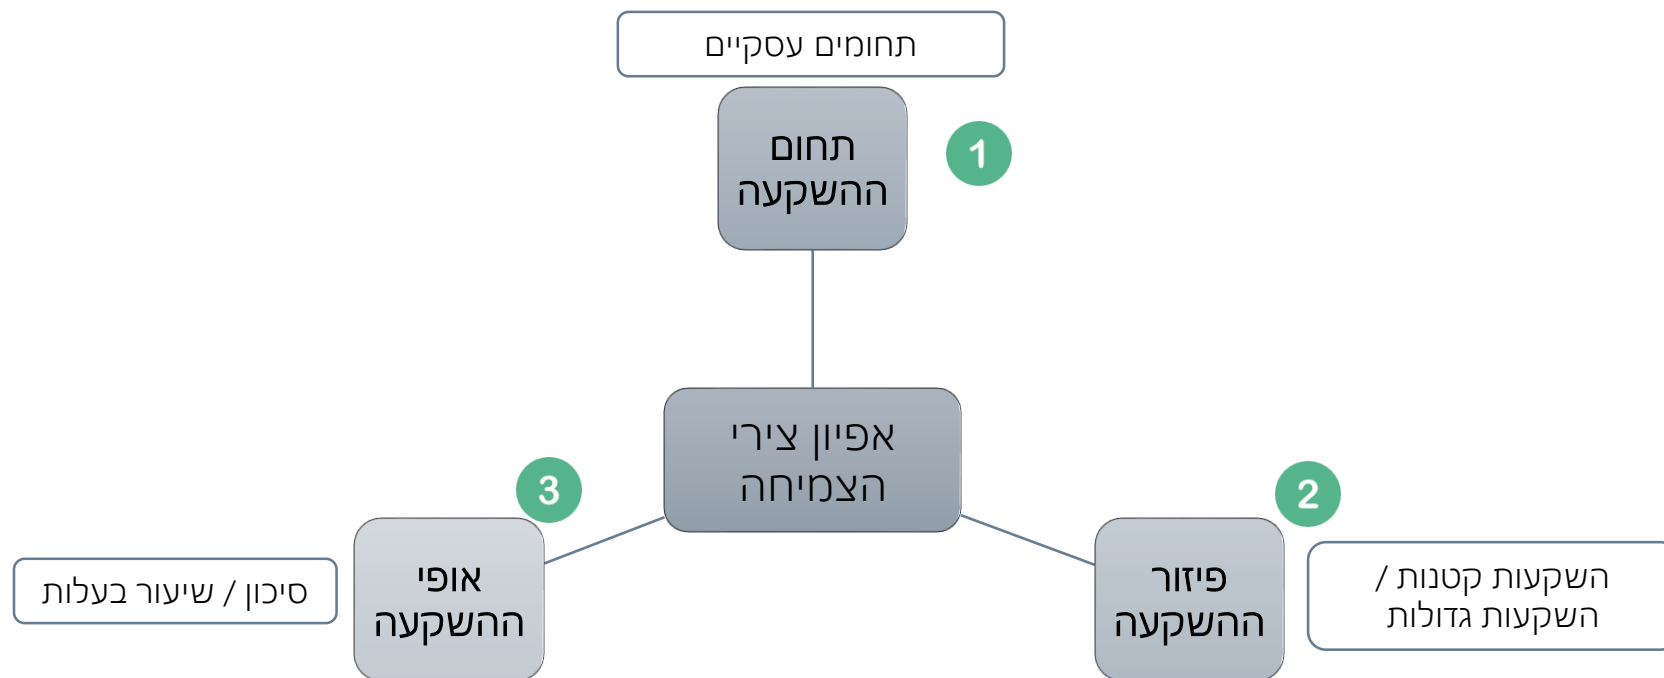 תחומים עסקיים
תחום
ההשקעה
1
אפיון צירי
הצמיחה
2
פיזור
ההשקעה
השקעות קטנות /
השקעות גדולות
3
אופי
ההשקעה
סיכון / שיעור בעלות